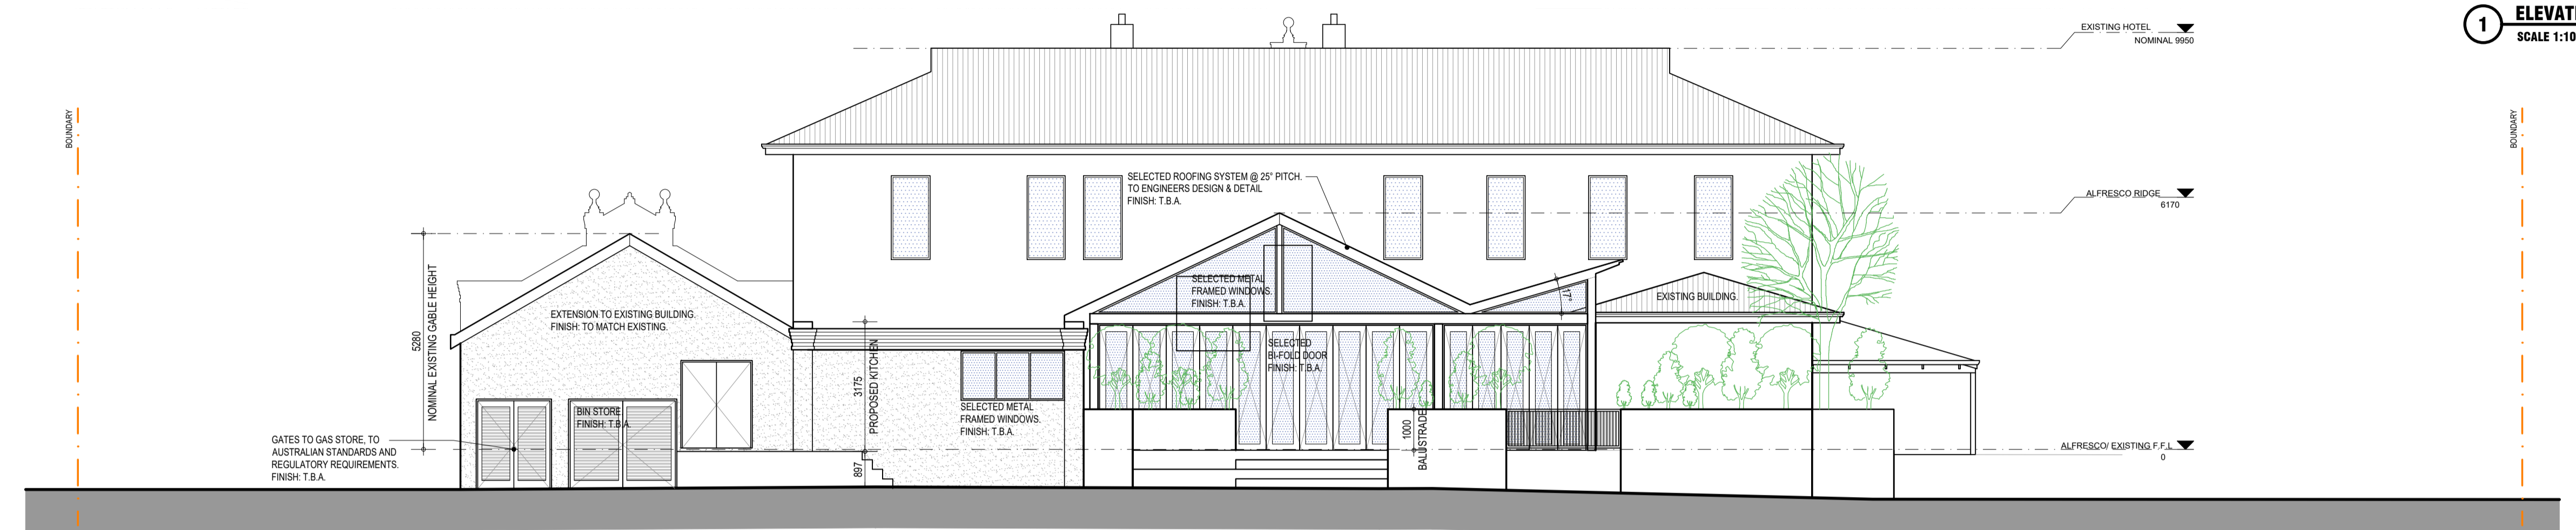 1
ELEVATI
SCALE 1:10
EXISTING HOTEL
NOMINAL 9950
BOUNDARY
BOUNDARY
SELECTED ROOFING SYSTEM @ 25° PITCH.
TO ENGINEERS DESIGN & DETAIL
FINISH: T.B.A.
ALFRESCO RIDGE
6170
5280
NOMINIAL EXISTING GABLE HEIGHT
EXTENSION TO EXISTING BUILDING.
FINISH: TO MATCH EXISTING.
SELECTED METAL
FRAMED WINDOWS.
FINISH: T.B.A.
17°
EXISTING BUILDING.
SELECTED
BI-FOLD DOOR
FINISH: T.B.A.
3175
PROPOSED KITCHEN
SELECTED METAL
FRAMED WINDOWS.
FINISH: T.B.A.
BIN STORE
FINISH: T.B.A.
1000
BALUSTRADE
GATES TO GAS STORE, TO
AUSTRALIAN STANDARDS AND
REGULATORY REQUIREMENTS.
FINISH: T.B.A.
897
ALFRESCO/ EXISTING F.F.L
0